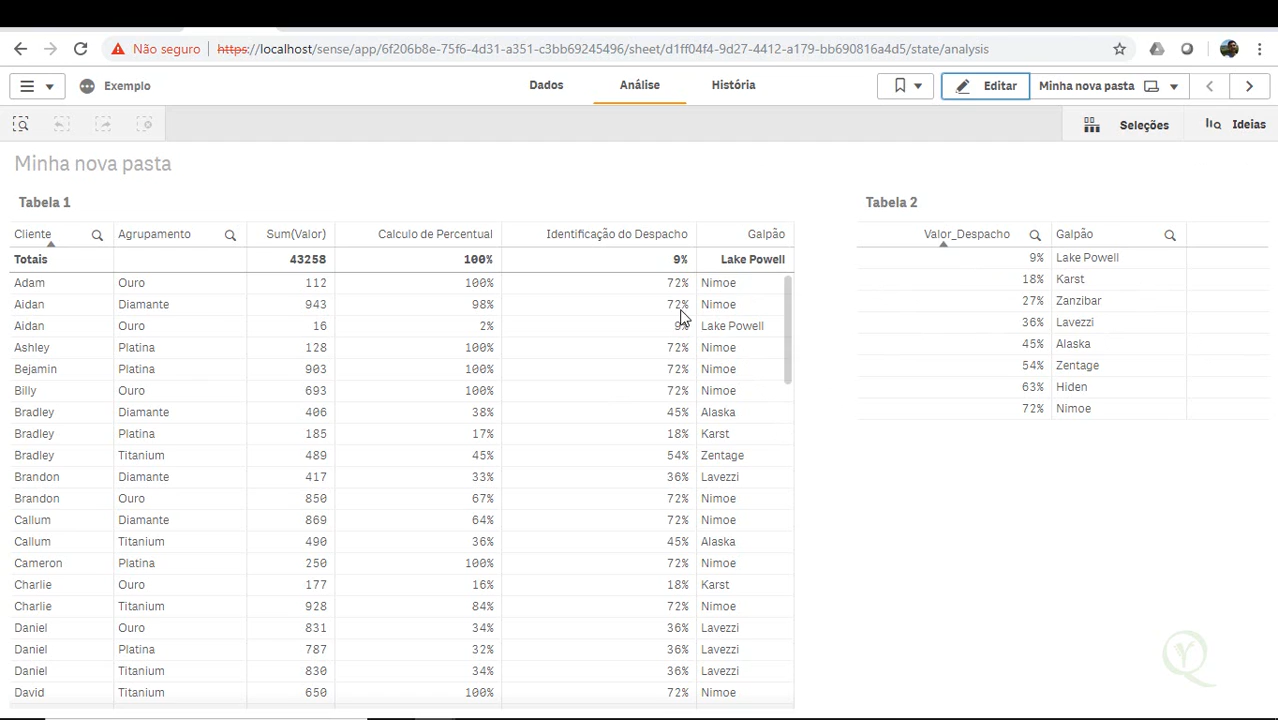 Não seguro https://localhost/sense/app/6f206b8e-75f6-4d31-a351-c3bb69245496/sheet/d1ff04f4-9d27-4412-a179-bb690816a4d5/state/analysis
Exemplo Dados Análise História Editar Minha nova pasta
Seleções Ideias
Minha nova pasta
Tabela 1 Tabela 2
Cliente Agrupamento Sum(Valor) Calculo de Percentual Identificação do Despacho Galpão Valor_Despacho Galpão
Totais 43258 100% 9% Lake Powell 9% Lake Powell
Adam Ouro 112 100% 72% Nimoe 18% Karst
Aidan Diamante 943 98% 72% Nimoe 27% Zanzibar
Aidan Ouro 16 2% 9% Lake Powell 36% Lavezzi
Ashley Platina 128 100% 72% Nimoe 45% Alaska
Bejamin Platina 903 100% 72% Nimoe 54% Zentage
Billy Ouro 693 100% 72% Nimoe 63% Hiden
Bradley Diamante 406 38% 45% Alaska 72% Nimoe
Bradley Platina 185 17% 18% Karst
Bradley Titanium 489 45% 54% Zentage
Brandon Diamante 417 33% 36% Lavezzi
Brandon Ouro 850 67% 72% Nimoe
Callum Diamante 869 64% 72% Nimoe
Callum Titanium 490 36% 45% Alaska
Cameron Platina 250 100% 72% Nimoe
Charlie Ouro 177 16% 18% Karst
Charlie Titanium 928 84% 72% Nimoe
Daniel Ouro 831 34% 36% Lavezzi
Daniel Platina 787 32% 36% Lavezzi
Daniel Titanium 830 34% 36% Lavezzi
David Titanium 650 100% 72% Nimoe